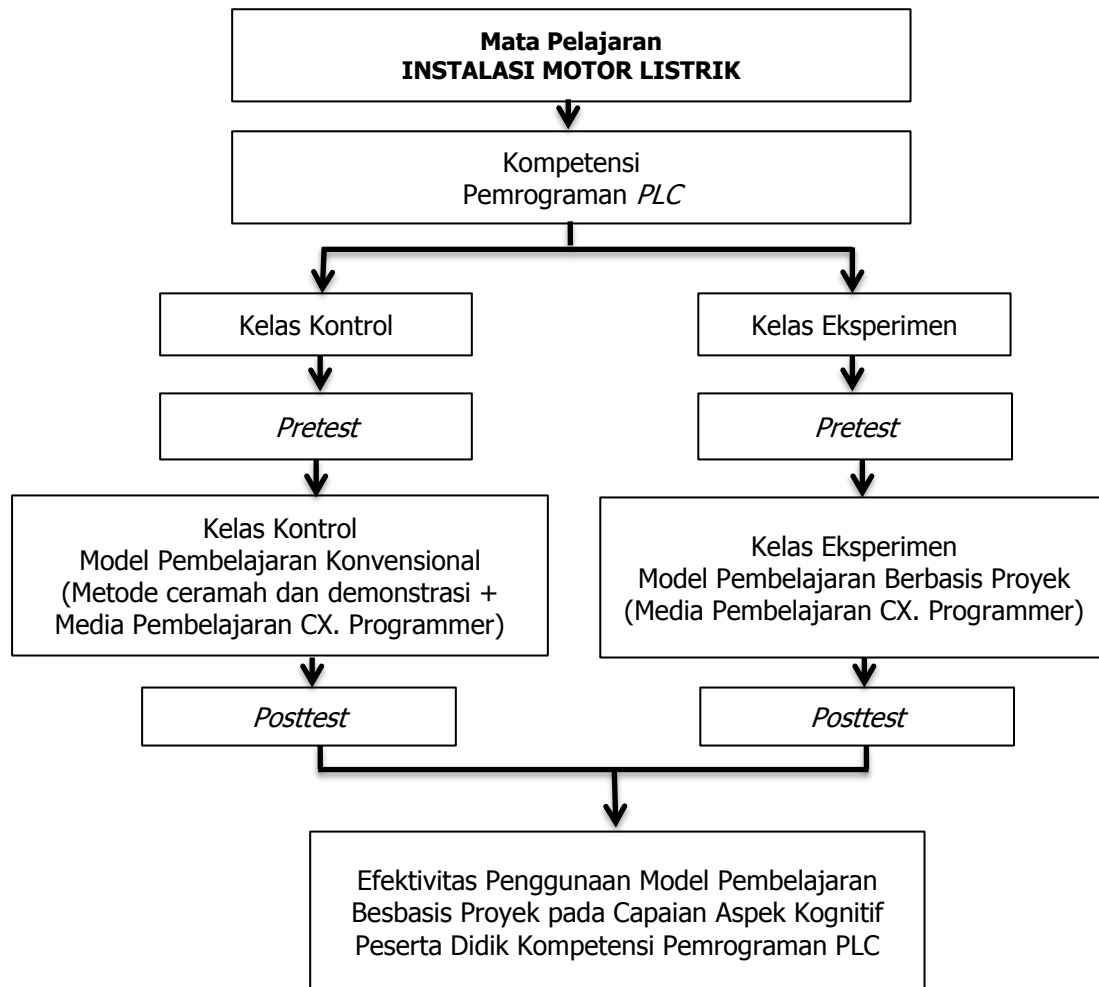 Mata Pelajaran
INSTALASI MOTOR LISTRIK
Kompetensi
Pemrograman PLC
Kelas Kontrol
Kelas Eksperimen
Pretest
Pretest
Kelas Kontrol
Model Pembelajaran Konvensional
(Metode ceramah dan demonstrasi +
Media Pembelajaran CX. Programmer)
Kelas Eksperimen
Model Pembelajaran Berbasis Proyek
(Media Pembelajaran CX. Programmer)
Posttest
Posttest
Efektivitas Penggunaan Model Pembelajaran
Besbasis Proyek pada Capaian Aspek Kognitif
Peserta Didik Kompetensi Pemrograman PLC